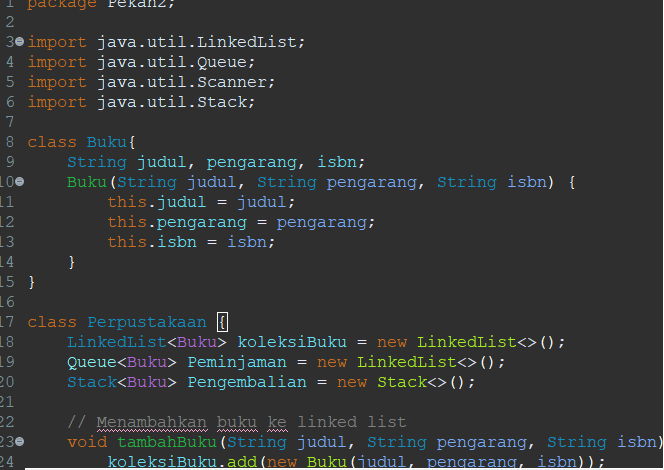 1 package Pekan2;
2
3 import java.util.LinkedList;
4 import java.util.Queue;
5 import java.util.Scanner;
6 import java.util.Stack;
7
8 class Buku{
9     String judul, pengarang, isbn;
10     Buku(String judul, String pengarang, String isbn) {
11         this.judul = judul;
12         this.pengarang = pengarang;
13         this.isbn = isbn;
14     }
15 }
16
17 class Perpustakaan {
18     LinkedList<Buku> koleksiBuku = new LinkedList<>();
19     Queue<Buku> Peminjaman = new LinkedList<>();
20     Stack<Buku> Pengembalian = new Stack<>();
21
22     // Menambahkan buku ke linked list
23     void tambahBuku(String judul, String pengarang, String isbn)
24         koleksiBuku.add(new Buku(judul, pengarang, isbn));